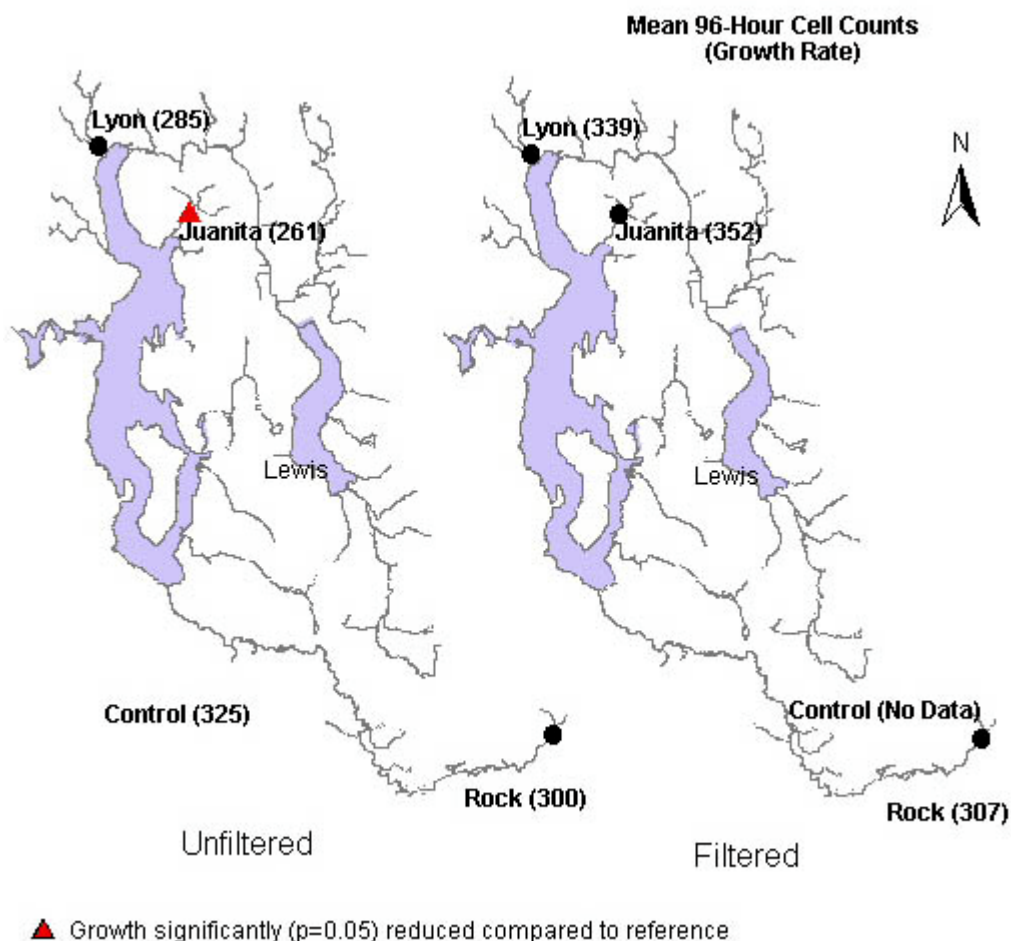 Mean 96-Hour Cell Counts
(Growth Rate)
Lyon (285)
Juanita (261)
Lewis
Control (325)
Rock (300)
Unfiltered
Lyon (339)
N
Juanita (352)
Lewis
Control (No Data)
Rock (307)
Filtered
Growth significantly (p=0.05) reduced compared to reference